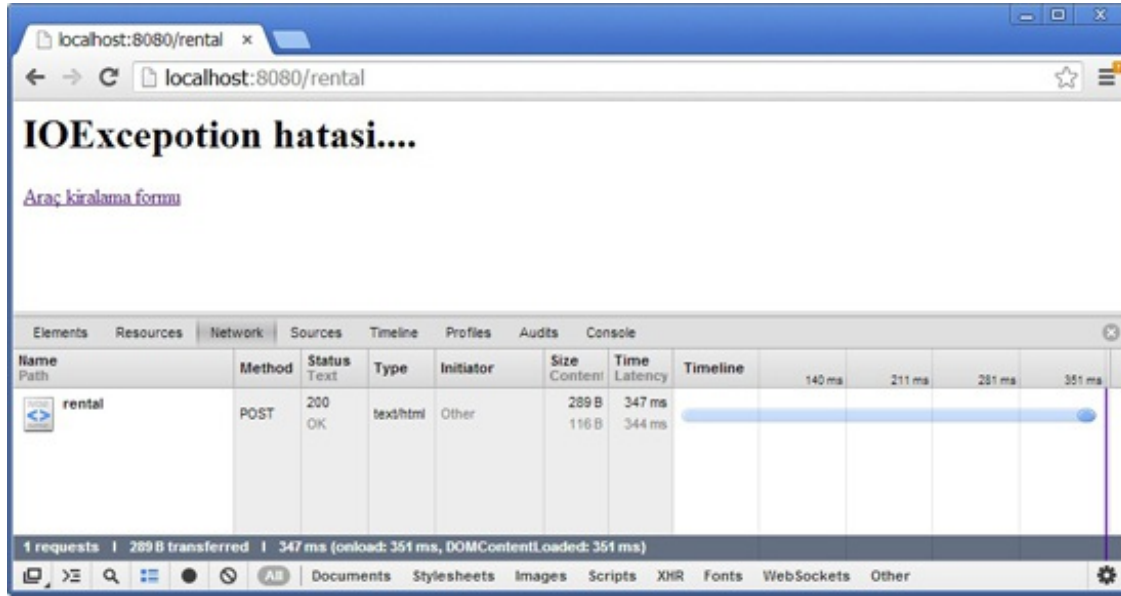 localhost:8080/rental
localhost:8080/rental
IOExcepotion hatasi....
Araç kiralama formu
Elements Resources Network Sources Timeline Profiles Audits Console
Name Method Status Type Initiator Size Time Timeline
Path Text Content Latency 140 ms 211 ms 281 ms 351 ms
rental POST 200 text/html Other 289 B 347 ms
OK 116 B 344 ms
1 requests | 289 B transferred | 347 ms (onload: 351 ms, DOMContentLoaded: 351 ms)
All Documents Stylesheets Images Scripts XHR Fonts WebSockets Other